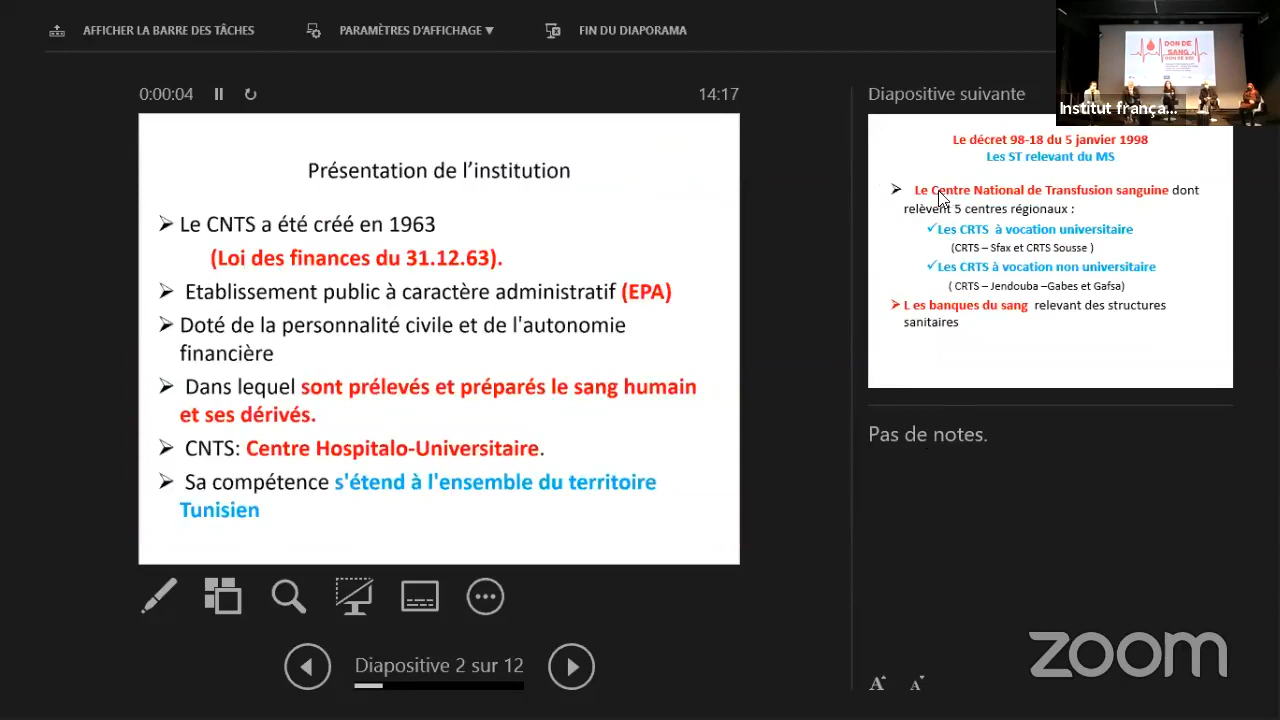 AFFICHER LA BARRE DES TÂCHES
PARAMÈTRES D'AFFICHAGE ▼
FIN DU DIAPORAMA
0:00:04
14:17
Présentation de l’institution
➢ Le CNTS a été créé en 1963
(Loi des finances du 31.12.63).
➢ Etablissement public à caractère administratif (EPA)
➢ Doté de la personnalité civile et de l'autonomie
financière
➢ Dans lequel sont prélevés et préparés le sang humain
et ses dérivés.
➢ CNTS: Centre Hospitalo-Universitaire.
➢ Sa compétence s'étend à l'ensemble du territoire
Tunisien
Diapositive 2 sur 12
Diapositive suivante
Le décret 98-18 du 5 janvier 1998
Les ST relevant du MS
➢ Le Centre National de Transfusion sanguine dont
relèvent 5 centres régionaux :
✓Les CRTS à vocation universitaire
(CRTS – Sfax et CRTS Sousse )
✓Les CRTS à vocation non universitaire
( CRTS – Jendouba –Gabes et Gafsa)
➢ L es banques du sang relevant des structures
sanitaires
Pas de notes.
A A
DON DE
SANG
DON DE SOI
Institut frança...
zoom